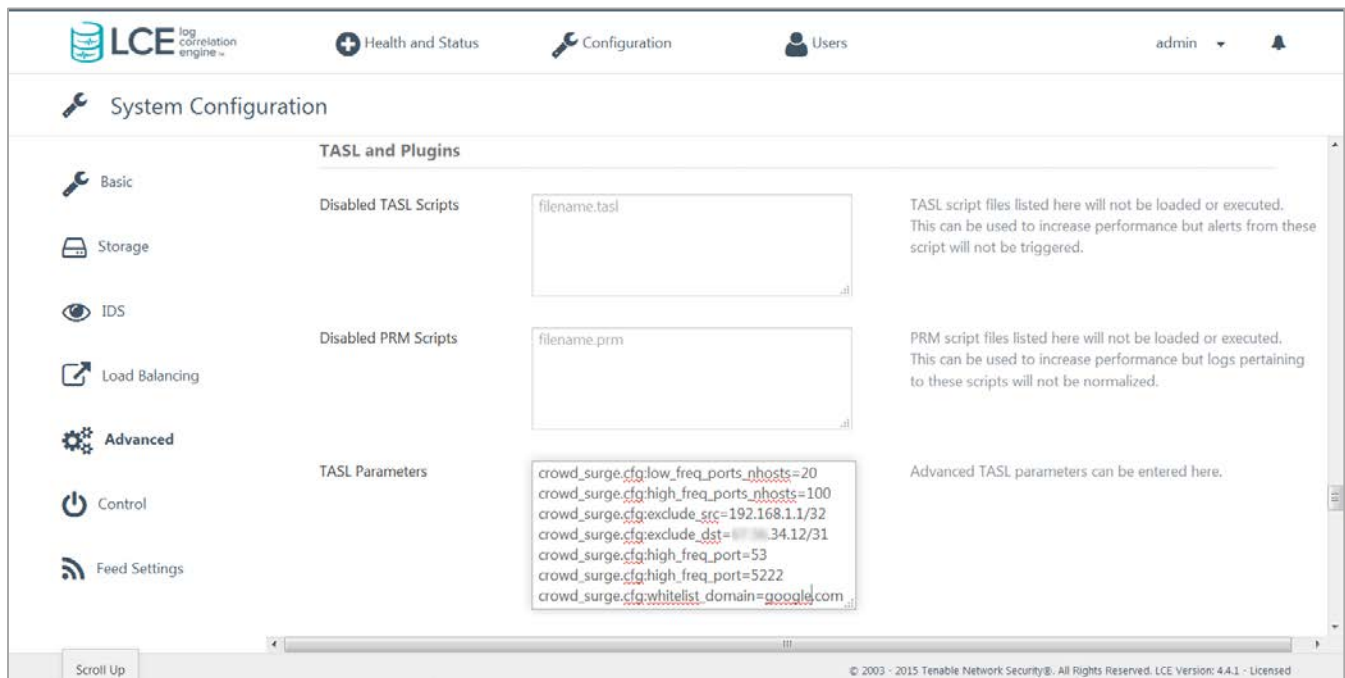 LCE log correlation engine™
Health and Status
Configuration
Users
admin
System Configuration
Basic
Storage
IDS
Load Balancing
Advanced
Control
Feed Settings
TASL and Plugins
Disabled TASL Scripts
filename.tasl
TASL script files listed here will not be loaded or executed.
This can be used to increase performance but alerts from these
script will not be triggered.
Disabled PRM Scripts
filename.prm
PRM script files listed here will not be loaded or executed.
This can be used to increase performance but logs pertaining
to these scripts will not be normalized.
TASL Parameters
crowd_surge.cfg:low_freq_ports_nhosts=20
crowd_surge.cfg:high_freq_ports_nhosts=100
crowd_surge.cfg:exclude_src=192.168.1.1/32
crowd_surge.cfg:exclude_dst= .34.12/31
crowd_surge.cfg:high_freq_port=53
crowd_surge.cfg:high_freq_port=5222
crowd_surge.cfg:whitelist_domain=google.com
Advanced TASL parameters can be entered here.
Scroll Up
© 2003 - 2015 Tenable Network Security®. All Rights Reserved. LCE Version: 4.4.1 - Licensed